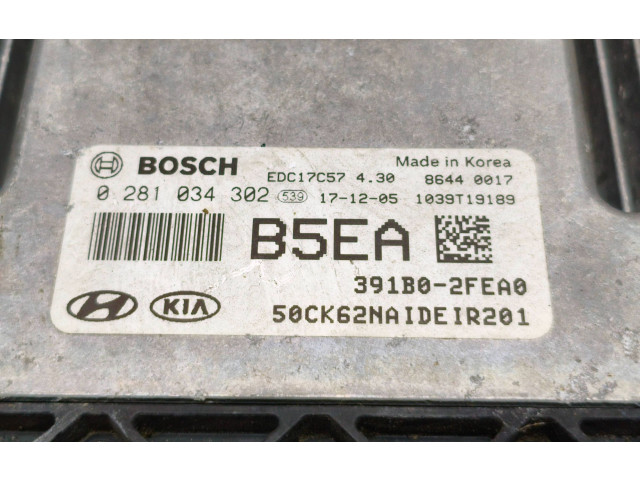 BOSCH EDC17C57 4.30 Made in Korea
8644 0017
0 281 034 302 539 17-12-05 1039T19189
B5EA
391B0-2FEA0
KIA 50CK62NAIDEIR201